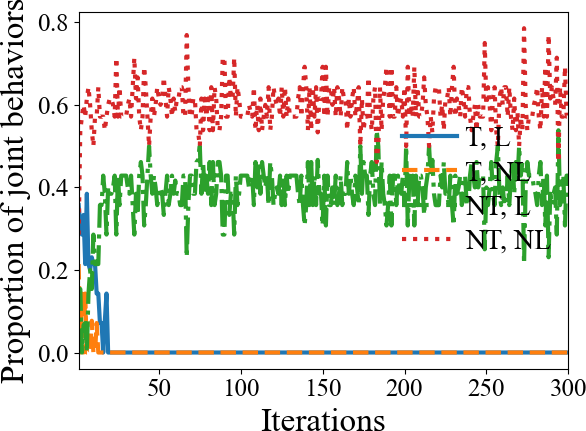 Proportion of joint behaviors
0.8
0.6
0.4
0.2
0.0
T, L
T, NL
NT, L
NT, NL
50
100
150
200
250
300
Iterations